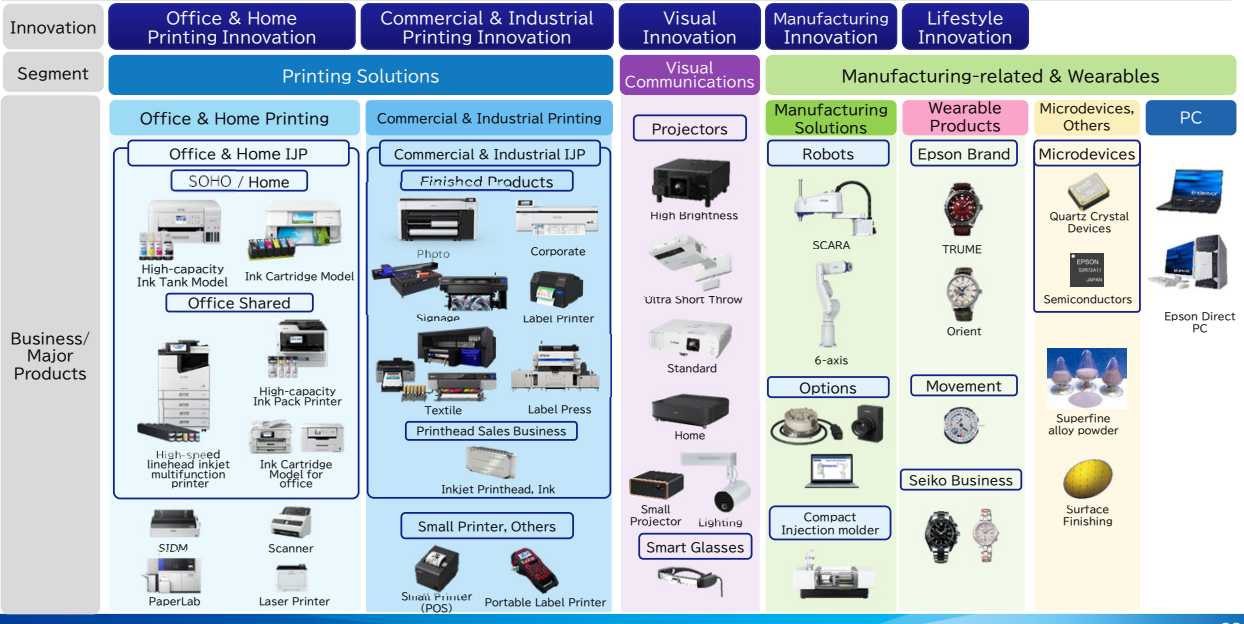 Innovation
Office & Home
Printing Innovation
Commercial & Industrial
Printing Innovation
Visual
Innovation
Manufacturing
Innovation
Lifestyle
Innovation
Segment
Printing Solutions
Visual
Communications
Manufacturing-related & Wearables
Business/
Major
Products
Office & Home Printing
Office & Home IJP
SOHO / Home
High-capacity
Ink Tank Model
Ink Cartridge Model
Office Shared
High-speed
linehead inkjet
multifunction
printer
High-capacity
Ink Pack Printer
Ink Cartridge
Model for
office
SIDM
Scanner
PaperLab
Laser Printer
Commercial & Industrial Printing
Commercial & Industrial IJP
Finished Products
Photo
Corporate
Signage
Label Printer
Textile
Label Press
Printhead Sales Business
Inkjet Printhead, Ink
Small Printer, Others
Small Printer
(POS)
Portable Label Printer
Projectors
High Brightness
Ultra Short Throw
Standard
Home
Small
Projector
Lighting
Smart Glasses
Manufacturing
Solutions
Robots
SCARA
6-axis
Options
Compact
Injection molder
Wearable
Products
Epson Brand
TRUME
Orient
Movement
Seiko Business
Microdevices,
Others
Microdevices
Quartz Crystal
Devices
EPSON
S2R72A11
JAPAN
Semiconductors
Superfine
alloy powder
Surface
Finishing
PC
Epson Direct
PC